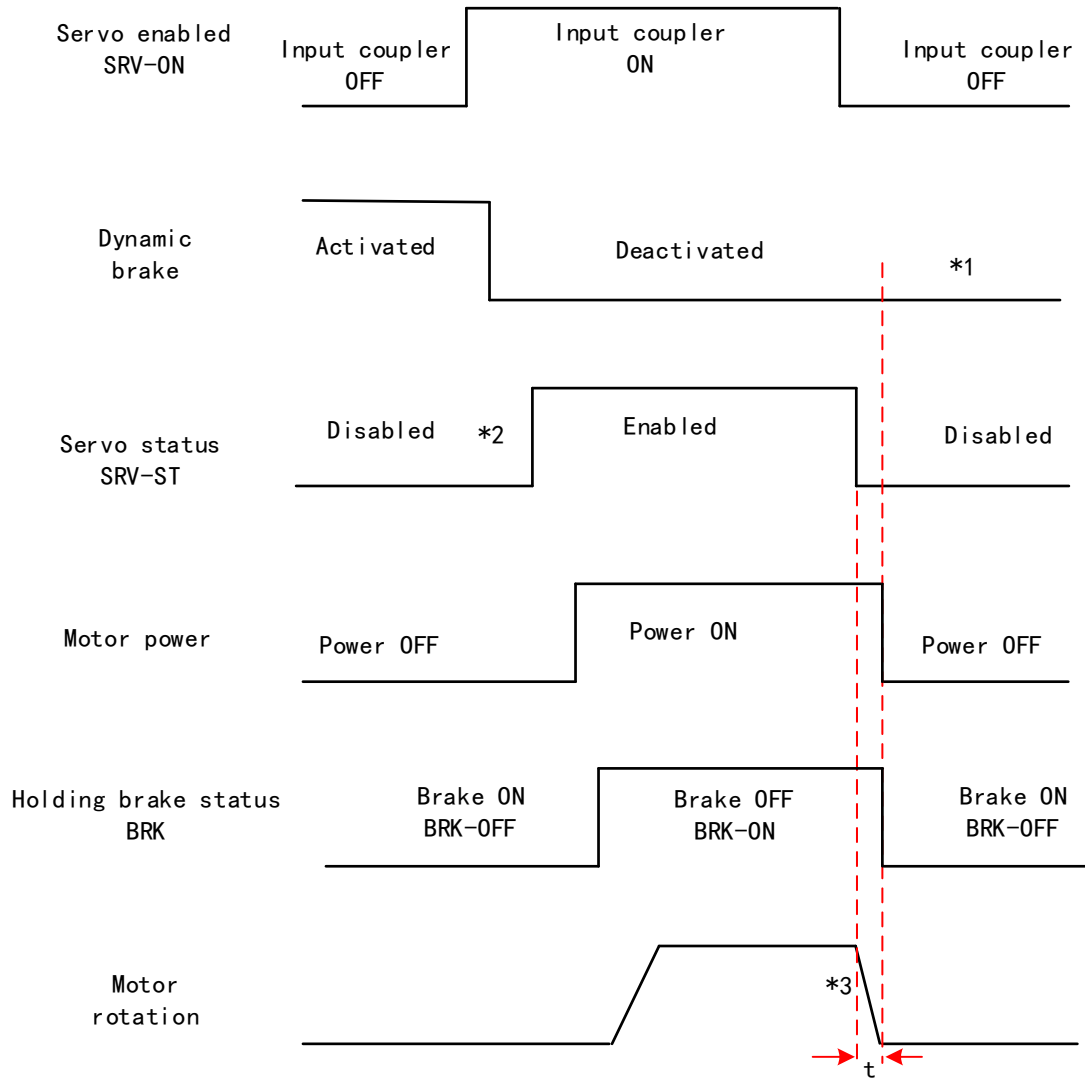 Servo enabled
SRV-ON
Input coupler
OFF
Input coupler
ON
Input coupler
OFF
Dynamic
brake
Activated
Deactivated
*1
Servo status
SRV-ST
Disabled
*2
Enabled
Disabled
Motor power
Power OFF
Power ON
Power OFF
Holding brake status
BRK
Brake ON
BRK-OFF
Brake OFF
BRK-ON
Brake ON
BRK-OFF
Motor
rotation
*3
t